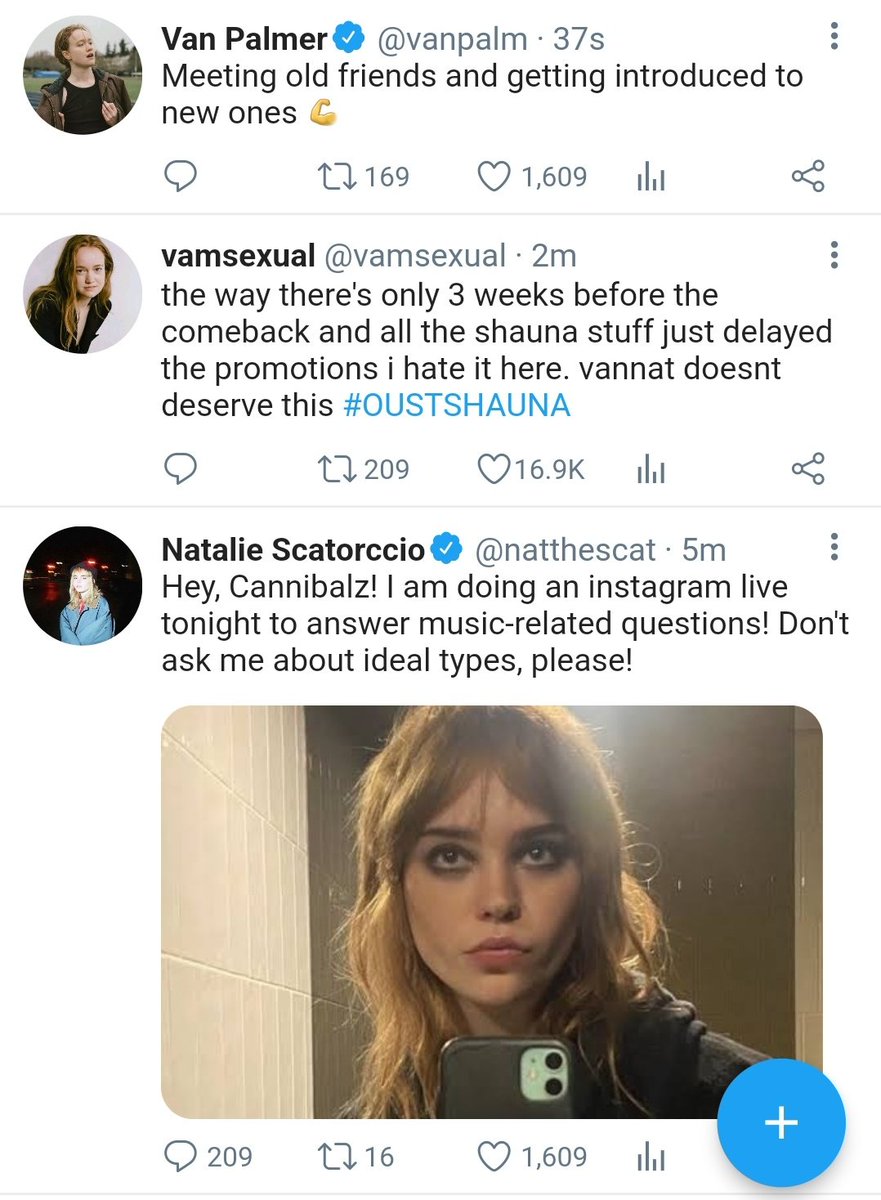 Van Palmer @vanpalm · 37s
Meeting old friends and getting introduced to
new ones 💪
169 1,609
vamsexual @vamsexual · 2m
the way there's only 3 weeks before the
comeback and all the shauna stuff just delayed
the promotions i hate it here. vannat doesnt
deserve this #OUSTSHAUNA
209 16.9K
Natalie Scatorccio @natthescat · 5m
Hey, Cannibalz! I am doing an instagram live
tonight to answer music-related questions! Don't
ask me about ideal types, please!
209 16 1,609